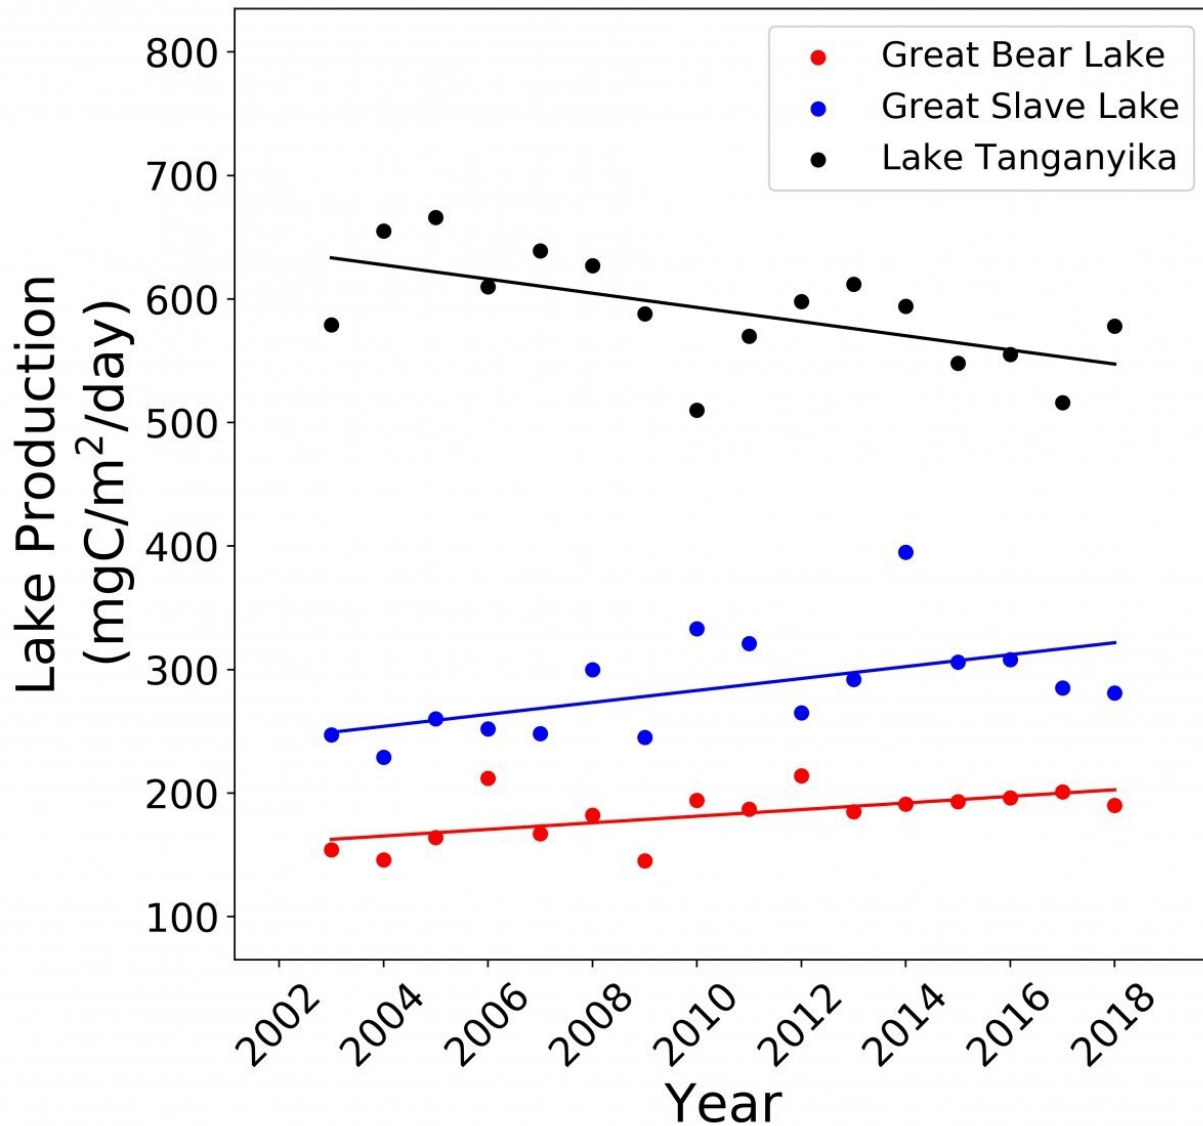 800
700
600
500
400
300
200
100
Lake Production
(mgC/m²/day)
Great Bear Lake
Great Slave Lake
Lake Tanganyika
2002
2004
2006
2008
2010
2012
2014
2016
2018
Year